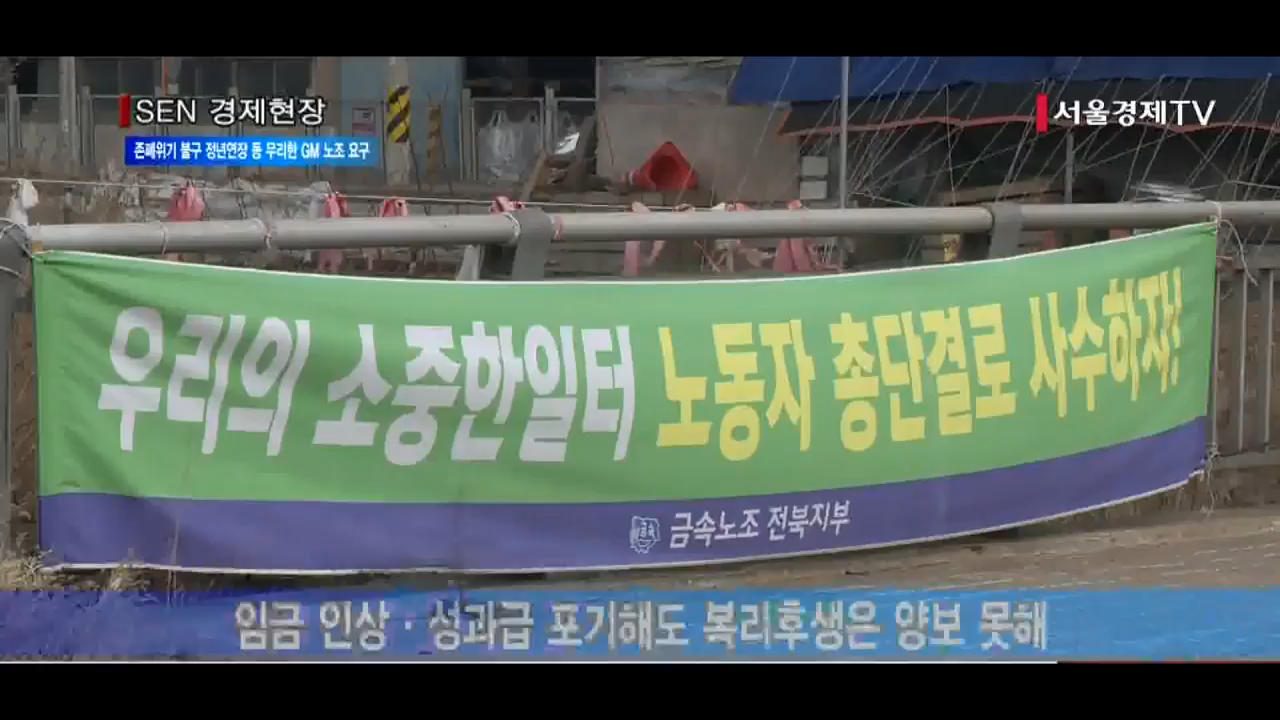 SEN 경제현장
서울경제TV
존폐위기 불구 정년연장 등 무리한 GM 노조 요구
우리의 소중한일터 노동자 총단결로 사수하자!
금속노조 전북지부
임금 인상·성과급 포기해도 복리후생은 양보 못해